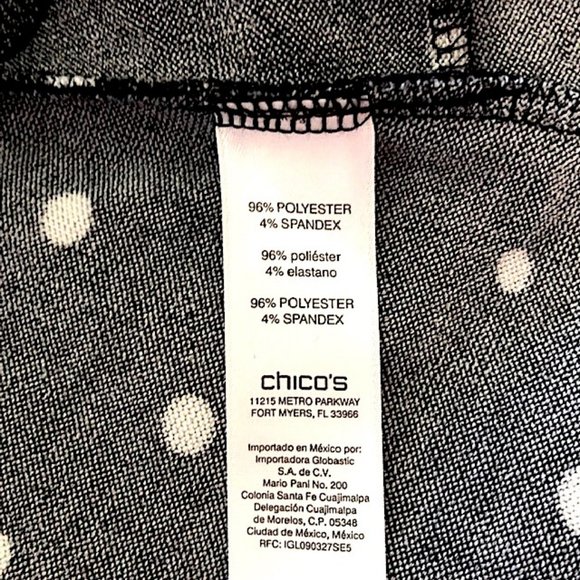 96% POLYESTER
4% SPANDEX
96% poliéster
4% elastano
96% POLYESTER
4% SPANDEX
chico's
11215 METRO PARKWAY
FORT MYERS, FL 33966
Importado en México por:
Importadora Globastic
S.A. de C.V.
Mario Pani No. 200
Colonia Santa Fe Cuajimalpa
Delegación Cuajimalpa
de Morelos, C.P. 05348
Ciudad de México, México
RFC: IGL090327SE5